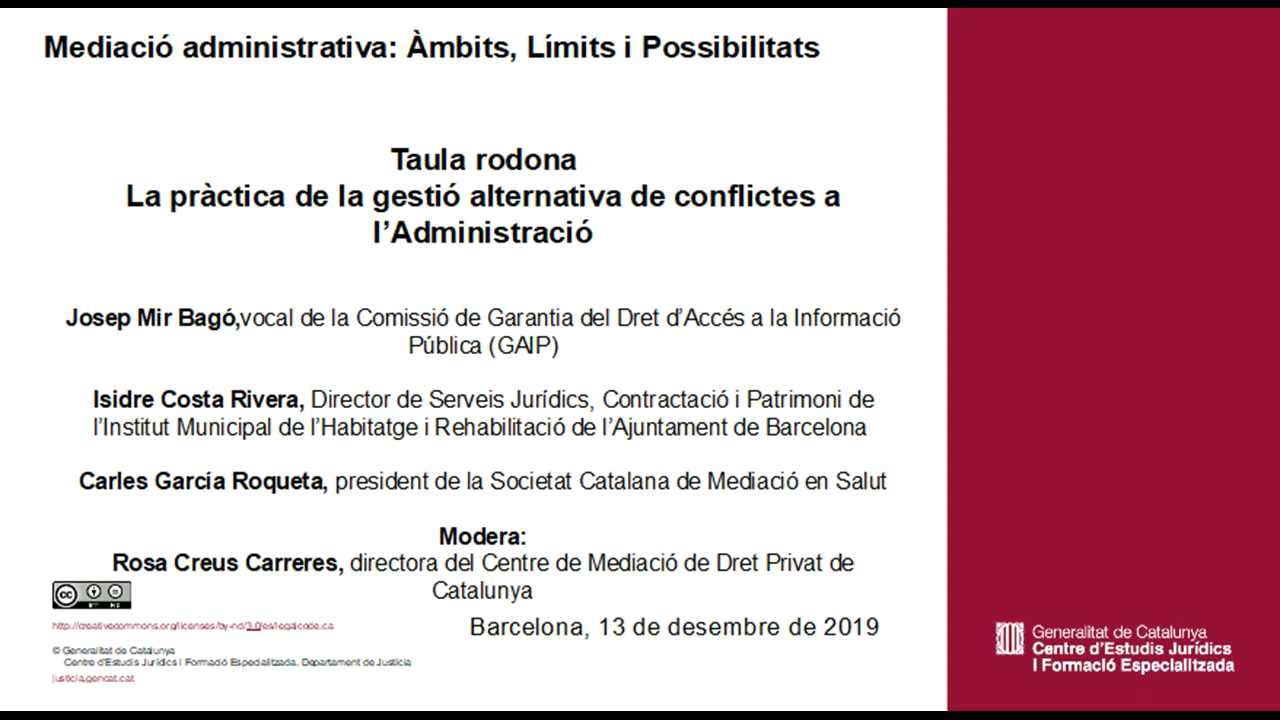 Mediació administrativa: Àmbits, Límits i Possibilitats
Taula rodona
La pràctica de la gestió alternativa de conflictes a
l’Administració
Josep Mir Bagó,vocal de la Comissió de Garantia del Dret d’Accés a la Informació
Pública (GAIP)
Isidre Costa Rivera, Director de Serveis Jurídics, Contractació i Patrimoni de
l’Institut Municipal de l’Habitatge i Rehabilitació de l’Ajuntament de Barcelona
Carles García Roqueta, president de la Societat Catalana de Mediació en Salut
Modera:
Rosa Creus Carreres, directora del Centre de Mediació de Dret Privat de
Catalunya
cc
BY ND
Barcelona, 13 de desembre de 2019
http://creativecommons.org/licenses/by-nd/3.0/es/legalcode.ca
© Generalitat de Catalunya
Centre d’Estudis Jurídics i Formació Especialitzada. Departament de Justícia
justicia.gencat.cat
Generalitat de Catalunya
Centre d’Estudis Jurídics
i Formació Especialitzada